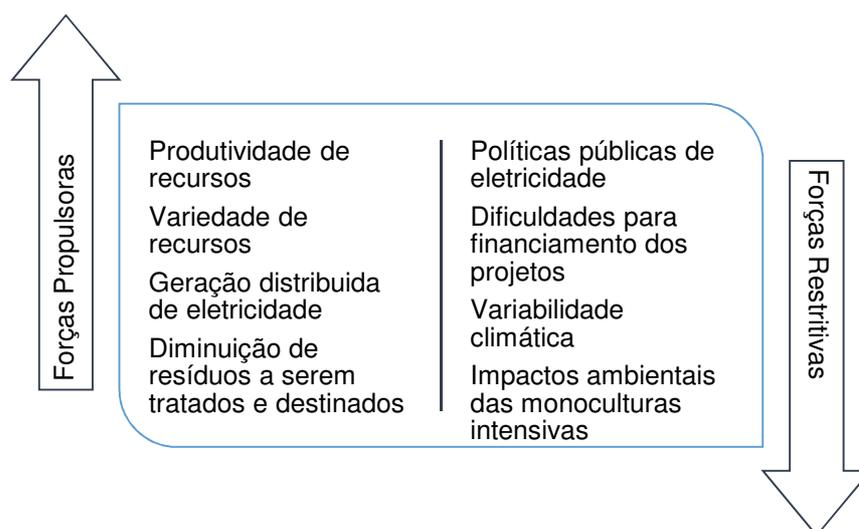 Forças Propulsoras
Produtividade de
recursos
Variedade de
recursos
Geração distribuida
de eletricidade
Diminuição de
resíduos a serem
tratados e destinados
Políticas públicas de
eletricidade
Dificuldades para
financiamento dos
projetos
Variabilidade
climática
Impactos ambientais
das monoculturas
intensivas
Forças Restritivas